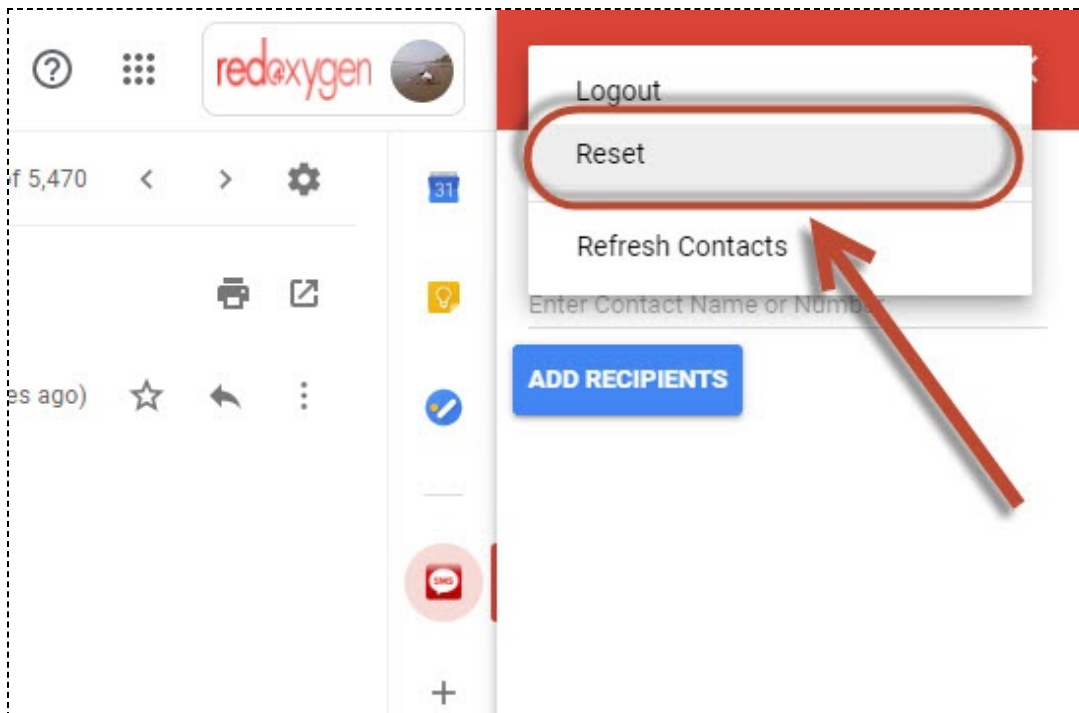 redoxygen
Logout
Reset
f 5,470
31
Refresh Contacts
Enter Contact Name or Number
ADD RECIPIENTS
es ago)
SMS